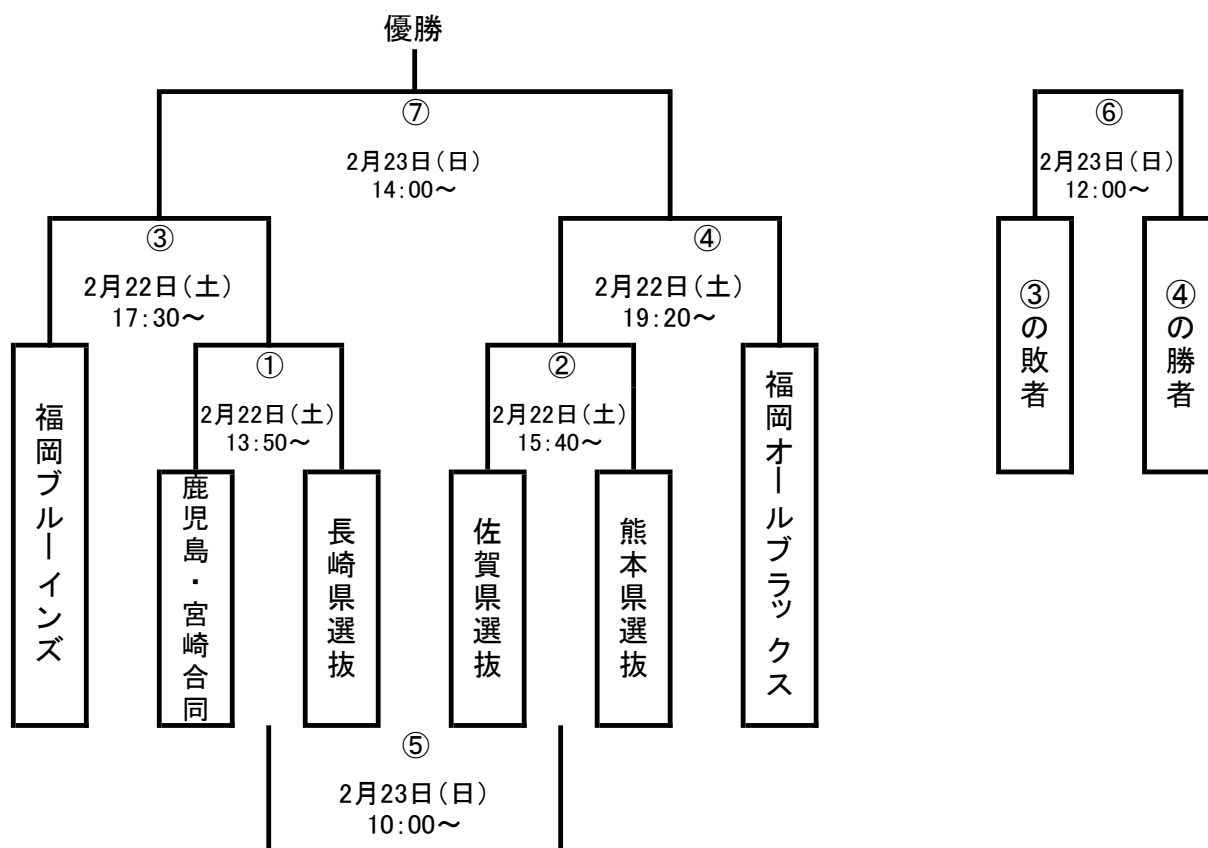 優勝
⑦
2月23日(日)
14:00～
⑥
2月23日(日)
12:00～
③
2月22日(土)
17:30～
④
2月22日(土)
19:20～
③の敗者
④の勝者
①
2月22日(土)
13:50～
②
2月22日(土)
15:40～
福岡ブルーインズ
鹿児島・宮崎合同
長崎県選抜
佐賀県選抜
熊本県選抜
福岡オールブラックス
⑤
2月23日(日)
10:00～